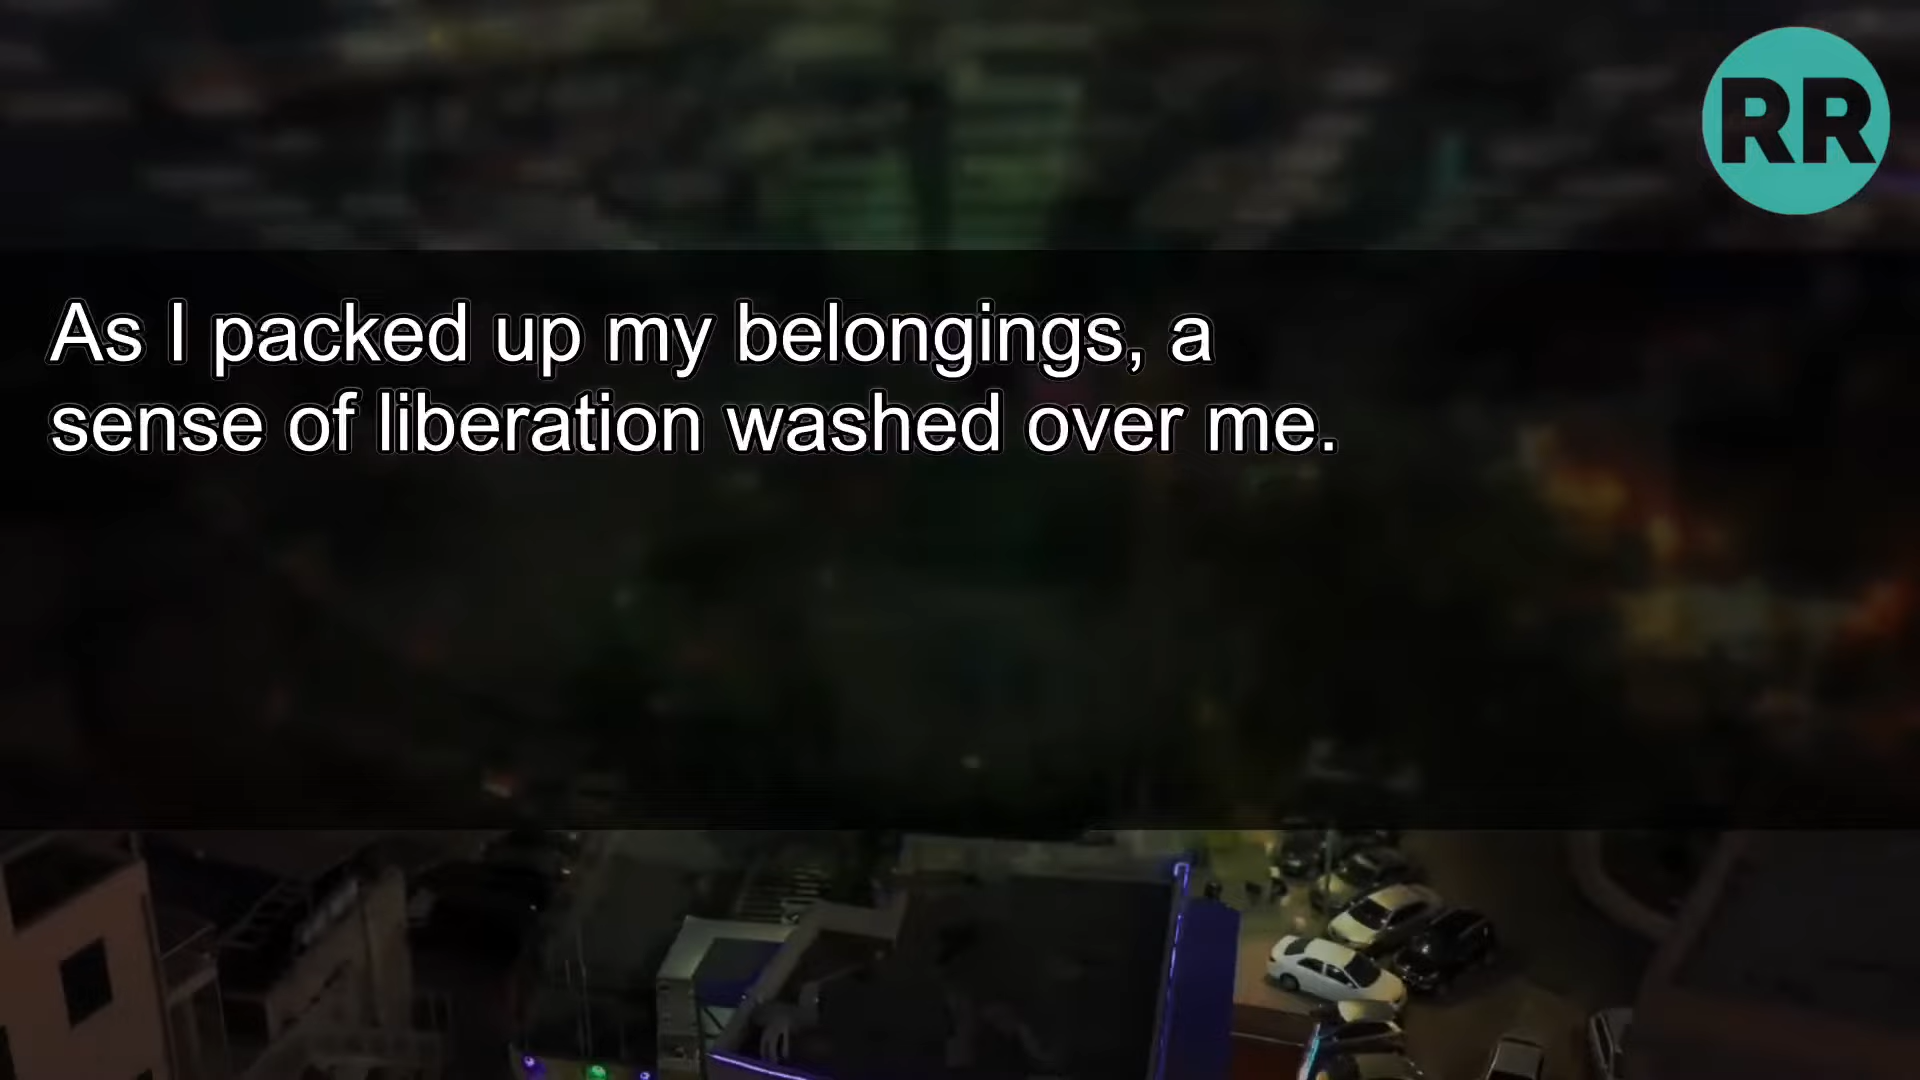 RR
As I packed up my belongings, a
sense of liberation washed over me.